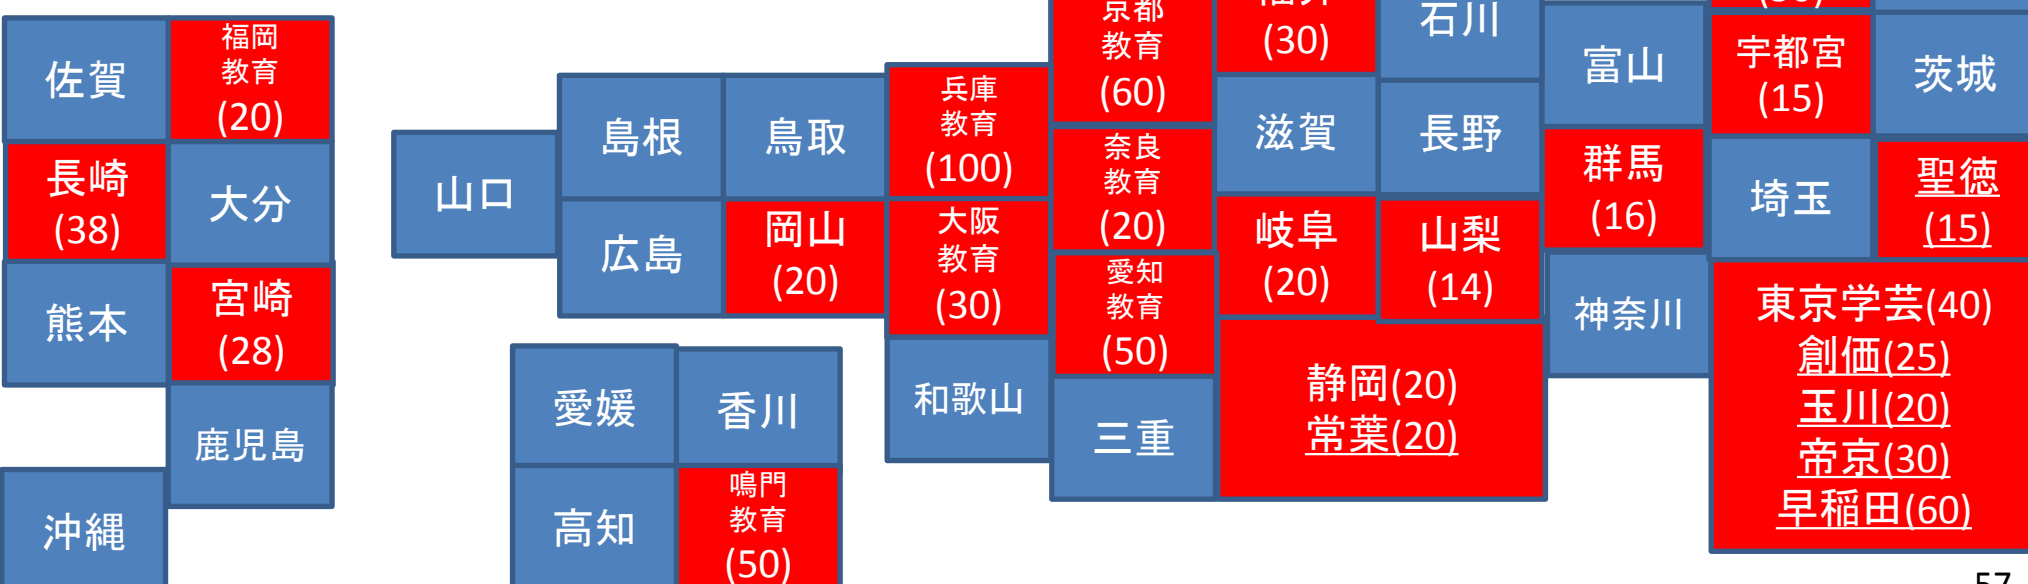 佐賀
福岡
教育
(20)
長崎
(38)
大分
熊本
宮崎
(28)
鹿児島
沖縄
山口
島根
鳥取
広島
岡山
(20)
兵庫
教育
(100)
大阪
教育
(30)
和歌山
愛媛
香川
高知
鳴門
教育
(50)
京都
教育
(60)
奈良
教育
(20)
愛知
教育
(50)
三重
福井
(30)
滋賀
岐阜
(20)
石川
長野
山梨
(14)
静岡(20)
常葉(20)
富山
群馬
(16)
神奈川
宇都宮
(15)
埼玉
茨城
聖徳
(15)
東京学芸(40)
創価(25)
玉川(20)
帝京(30)
早稲田(60)
57